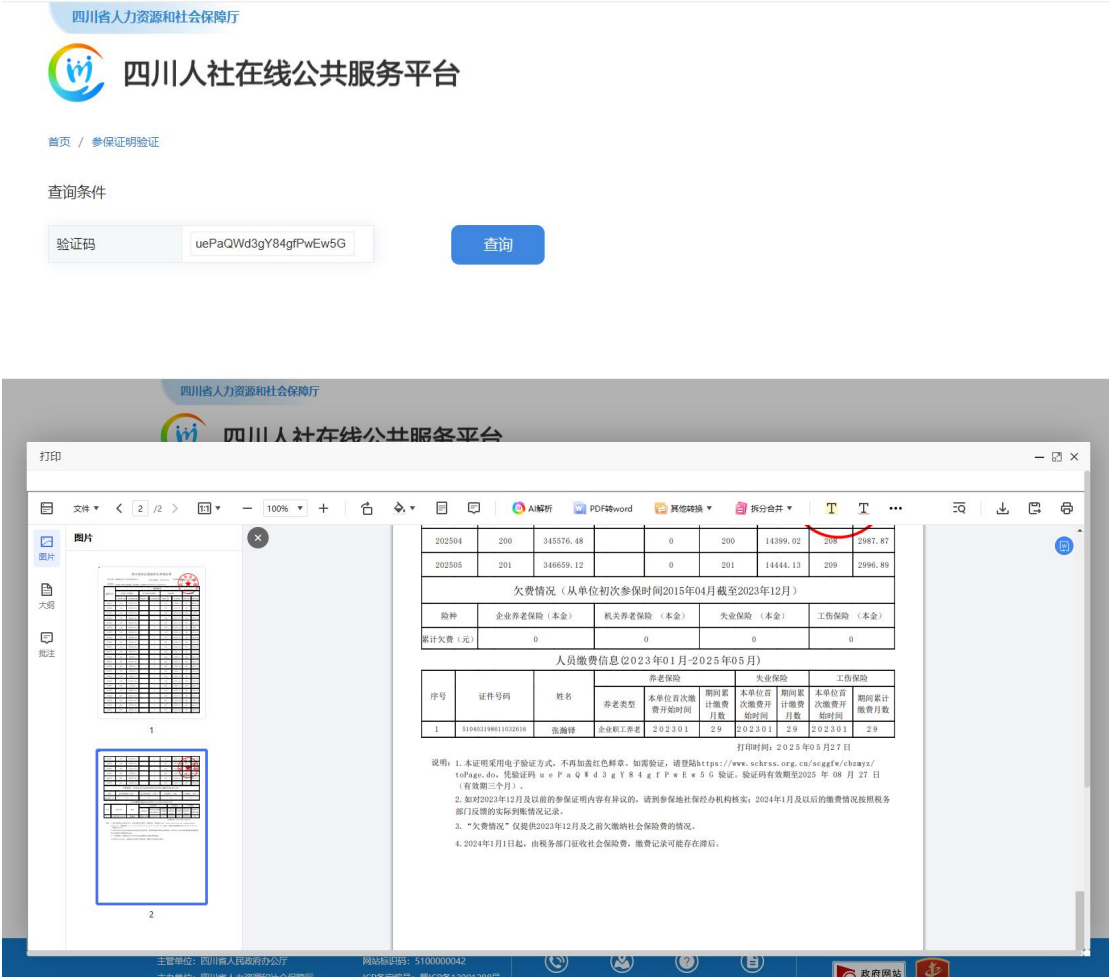 四川省人力资源和社会保障厅
四川人社在线公共服务平台
首页 / 参保证明验证
查询条件
验证码 uePaQWd3gY84gfPwEw5G 查询
四川省人力资源和社会保障厅
四川人社在线公共服务平台
打印
文件 2 /2 1:1 100% AI解析 PDF转word 其他转换 拆分合并
图片 图片
大纲
批注
1
2
202504 200 345576.48 0 200 14399.02 208 2987.87
202505 201 346659.12 0 201 14444.13 209 2996.89
欠费情况（从单位初次参保时间2015年04月截至2023年12月）
险种 企业养老保险（本金） 机关养老保险 （本金） 失业保险 （本金） 工伤保险 （本金）
累计欠费（元） 0 0 0 0
人员缴费信息(2023年01月-2025年05月)
序号 证件号码 姓名 养老保险 失业保险 工伤
养老类型 本单位首次缴费开始时间 期间累计缴费月数 本单位首次缴费开始时间 期间累计缴费月数 本单位首次缴费开始时间 期间累计缴费月数
1 510403198611032616 张瀚铎 企业职工养老 202301 29 202301 29 202301 29
打印时间：2025年05月27日
说明：1.本证明采用电子验证方式，不再加盖红色鲜章。如需验证，请登陆https://www.schrss.org.cn/scggfw/cbzmyz/
toPage.do，凭验证码 u e P a Q W d 3 g Y 8 4 g f P w E w 5 G 验证。验证码有效期至2025 年 08 月 27 日
（有效期三个月）。
2.如对2023年12月及以前的参保证明内容有异议的，请到参保地社保经办机构核实；2024年1月及以后的缴费情况按照税务
部门反馈的实际到账情况记录。
3.“欠费情况”仅提供2023年12月及之前欠缴纳社会保险费的情况。
4.2024年1月1日起，由税务部门征收社会保险费，缴费记录可能存在滞后。
主管单位：四川省人民政府办公厅 网站标识码：5100000042
政府网站